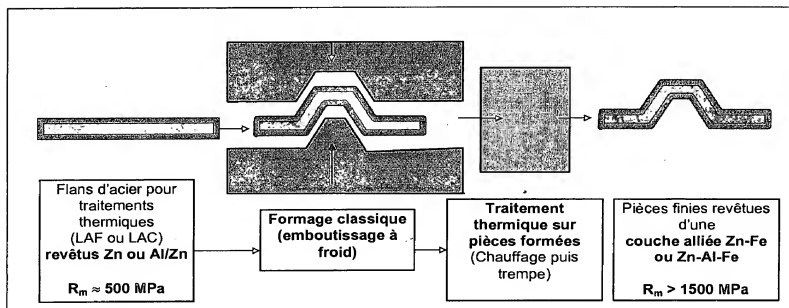 Flans d'acier pour
traitements
thermiques
(LAF ou LAC)
revêtus Zn ou Al/Zn
Rm ≈ 500 MPa
Formage classique
(emboutissage à
froid)
Traitement
thermique sur
pièces formées
(Chauffage puis
trempe)
Pièces finies revêtues
d'une
couche alliée Zn-Fe
ou Zn-Al-Fe
Rm > 1500 MPa